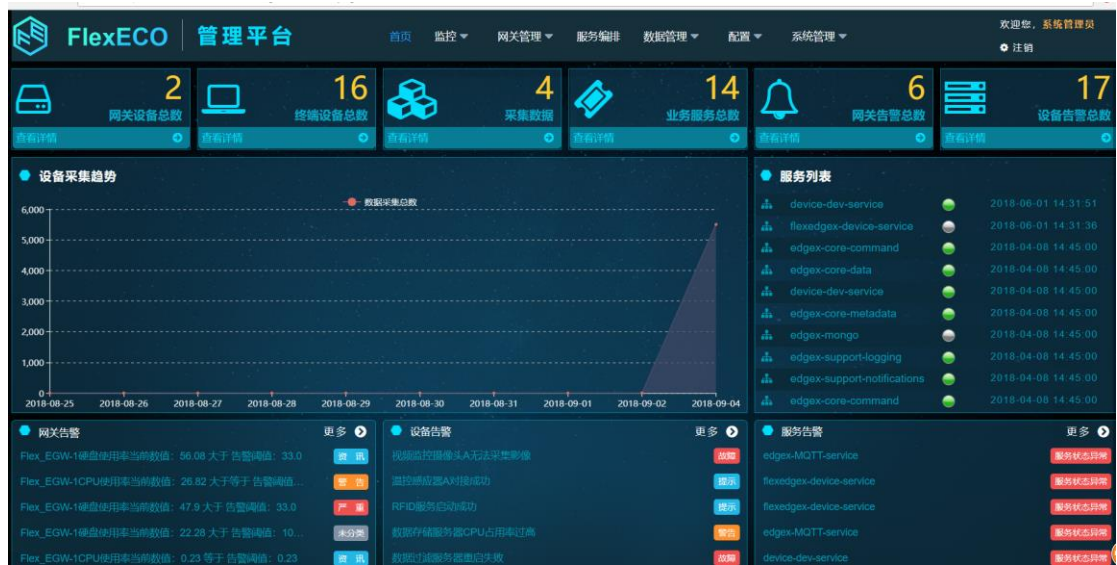 FlexECO 管理平台
首页 监控 网关管理 服务编排 数据管理 配置 系统管理
欢迎您，系统管理员
注销
2
网关设备总数
查看详情
16
终端设备总数
查看详情
4
采集数据
查看详情
14
业务服务总数
查看详情
6
网关告警总数
查看详情
17
设备告警总数
查看详情
设备采集趋势
数据采集总数
6,000
5,000
4,000
3,000
2,000
1,000
0
2018-08-25 2018-08-26 2018-08-27 2018-08-28 2018-08-29 2018-08-30 2018-08-31 2018-09-01 2018-09-02 2018-09-04
服务列表
device-dev-service 2018-06-01 14:31:51
flexedgex-device-service 2018-06-01 14:31:36
edgex-core-command 2018-04-08 14:45:00
edgex-core-data 2018-04-08 14:45:00
device-dev-service 2018-04-08 14:45:00
edgex-core-metadata 2018-04-08 14:45:00
edgex-mongo 2018-04-08 14:45:00
edgex-support-logging 2018-04-08 14:45:00
edgex-support-notifications 2018-04-08 14:45:00
edgex-core-command 2018-04-08 14:45:00
网关告警 更多
Flex_EGW-1硬盘使用率当前数值：56.08 大于 告警阈值：33.0 资讯
Flex_EGW-1CPU使用率当前数值：26.82 大于等于 告警阈值... 警告
Flex_EGW-1硬盘使用率当前数值：47.9 大于 告警阈值：33.0 严重
Flex_EGW-1硬盘使用率当前数值：22.28 大于 告警阈值：10... 未分类
Flex_EGW-1CPU使用率当前数值：0.23 等于 告警阈值：0.23 资讯
设备告警 更多
视频监控摄像头A无法采集影像 故障
温控感应器A对接成功 提示
RFID服务启动成功 提示
数据存储服务器CPU占用率过高 警告
数据过滤服务器重启失败 故障
服务告警 更多
edgex-MQTT-service 服务状态异常
flexedgex-device-service 服务状态异常
flexedgex-device-service 服务状态异常
edgex-MQTT-service 服务状态异常
device-dev-service 服务状态异常